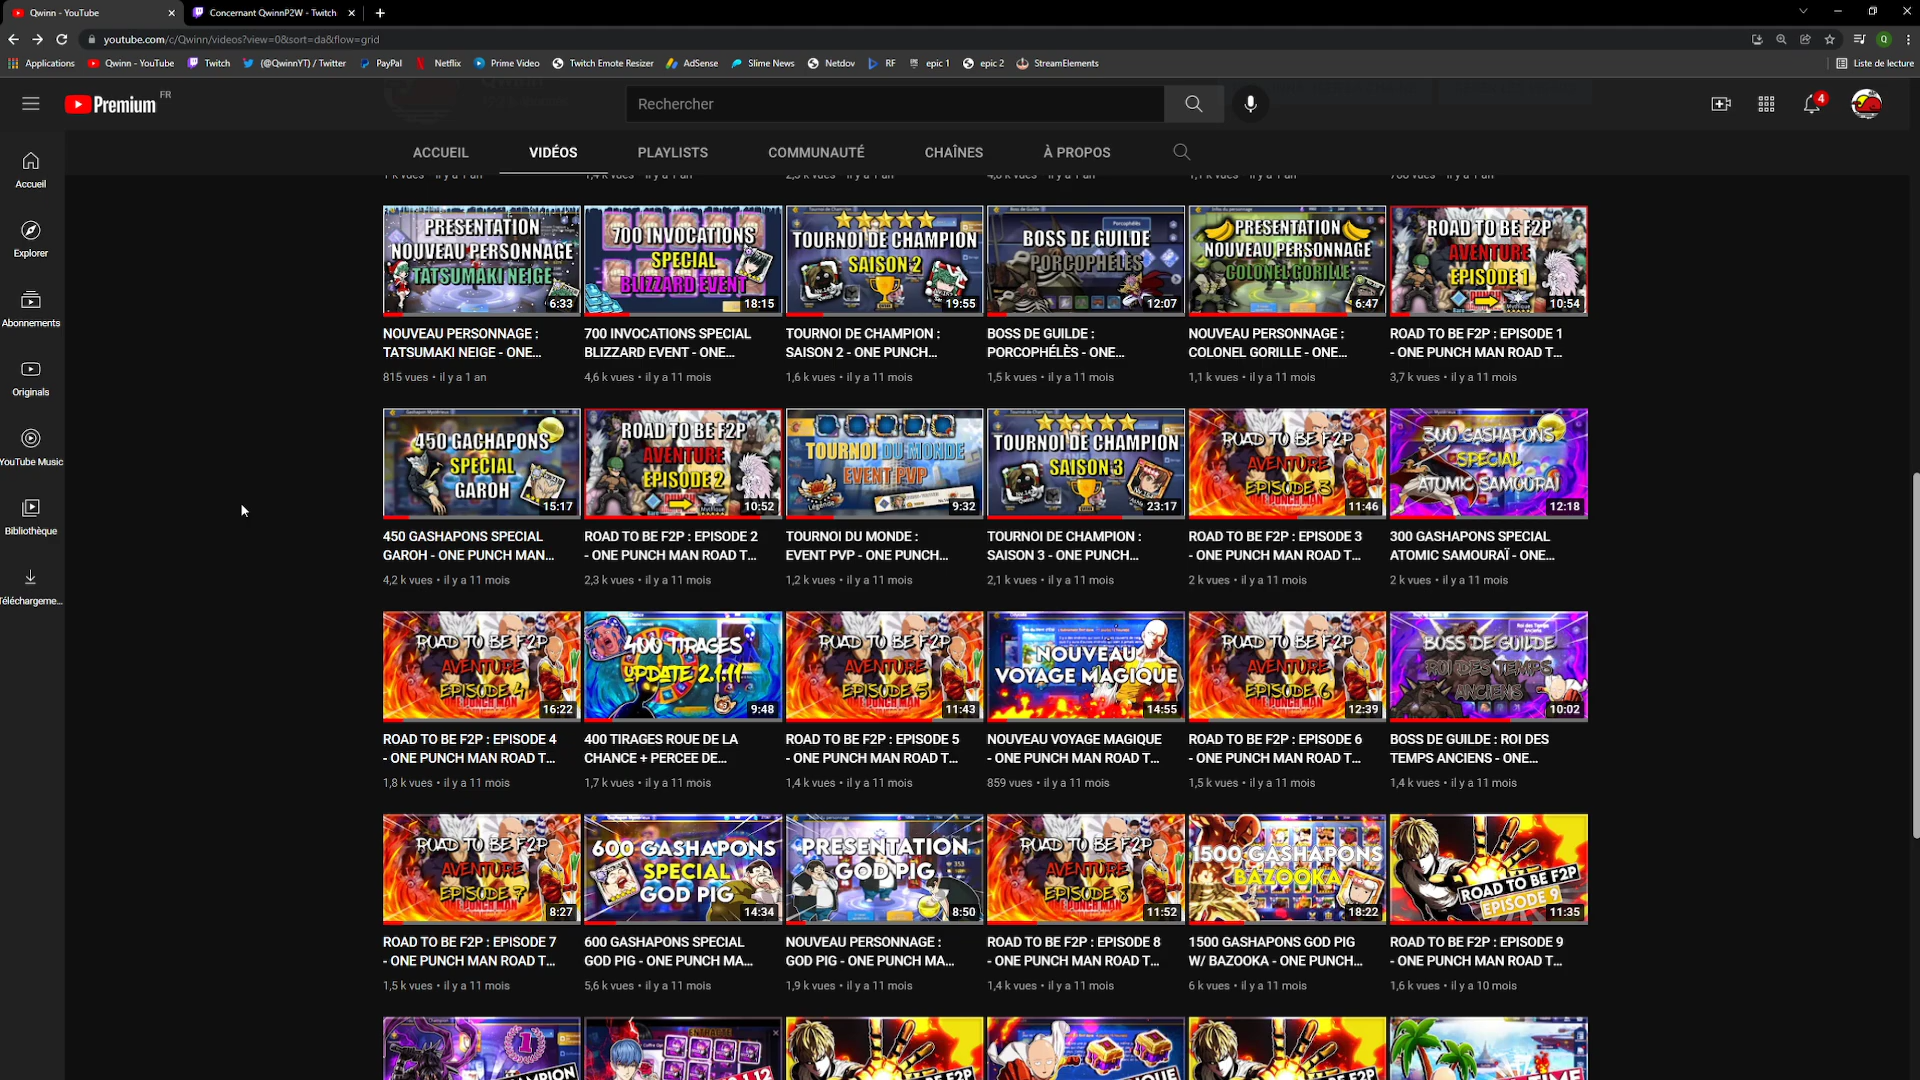 Qwinn - YouTube
Concernant QwinnP2W - Twitch
youtube.com/c/Qwinn/videos?view=0&sort=da&flow=grid
Applications
Qwinn - YouTube
Twitch
(@QwinnYT) / Twitter
PayPal
Netflix
Prime Video
Twitch Emote Resizer
AdSense
Slime News
Netdov
RF
epic 1
epic 2
StreamElements
Liste de lecture
Premium FR
Rechercher
4
ACCUEIL
VIDÉOS
PLAYLISTS
COMMUNAUTÉ
CHAÎNES
À PROPOS
Accueil
Explorer
Abonnements
Originals
YouTube Music
Bibliothèque
Téléchargeme...
PRESENTATION
NOUVEAU PERSONNAGE
TATSUMAKI NEIGE
6:33
700 INVOCATIONS
SPECIAL
BLIZZARD EVENT
18:15
TOURNOI DE CHAMPION
SAISON 2
19:55
BOSS DE GUILDE
PORCOPHÉLÈS
12:07
PRESENTATION
NOUVEAU PERSONNAGE
COLONEL GORILLE
6:47
ROAD TO BE F2P
AVENTURE
EPISODE 1
10:54
NOUVEAU PERSONNAGE :
TATSUMAKI NEIGE - ONE...
815 vues • il y a 1 an
700 INVOCATIONS SPECIAL
BLIZZARD EVENT - ONE...
4,6 k vues • il y a 11 mois
TOURNOI DE CHAMPION :
SAISON 2 - ONE PUNCH...
1,6 k vues • il y a 11 mois
BOSS DE GUILDE :
PORCOPHÉLÈS - ONE...
1,5 k vues • il y a 11 mois
NOUVEAU PERSONNAGE :
COLONEL GORILLE - ONE...
1,1 k vues • il y a 11 mois
ROAD TO BE F2P : EPISODE 1
- ONE PUNCH MAN ROAD T...
3,7 k vues • il y a 11 mois
450 GACHAPONS
SPECIAL
GAROH
15:17
ROAD TO BE F2P
AVENTURE
EPISODE 2
10:52
TOURNOI DU MONDE
EVENT PVP
9:32
TOURNOI DE CHAMPION
SAISON 3
23:17
ROAD TO BE F2P
AVENTURE
EPISODE 3
11:46
300 GASHAPONS
SPECIAL
ATOMIC SAMOURAÏ
12:18
450 GASHAPONS SPECIAL
GAROH - ONE PUNCH MAN...
4,2 k vues • il y a 11 mois
ROAD TO BE F2P : EPISODE 2
- ONE PUNCH MAN ROAD T...
2,3 k vues • il y a 11 mois
TOURNOI DU MONDE :
EVENT PVP - ONE PUNCH...
1,2 k vues • il y a 11 mois
TOURNOI DE CHAMPION :
SAISON 3 - ONE PUNCH...
2,1 k vues • il y a 11 mois
ROAD TO BE F2P : EPISODE 3
- ONE PUNCH MAN ROAD T...
2 k vues • il y a 11 mois
300 GASHAPONS SPECIAL
ATOMIC SAMOURAÏ - ONE...
2 k vues • il y a 11 mois
ROAD TO BE F2P
AVENTURE
EPISODE 4
ONE PUNCH MAN
16:22
400 TIRAGES
UPDATE 2.1.11
9:48
ROAD TO BE F2P
AVENTURE
EPISODE 5
ONE PUNCH MAN
11:43
NOUVEAU
VOYAGE MAGIQUE
14:55
ROAD TO BE F2P
AVENTURE
EPISODE 6
ONE PUNCH MAN
12:39
BOSS DE GUILDE
ROI DES TEMPS
ANCIENS
10:02
ROAD TO BE F2P : EPISODE 4
- ONE PUNCH MAN ROAD T...
1,8 k vues • il y a 11 mois
400 TIRAGES ROUE DE LA
CHANCE + PERCEE DE...
1,7 k vues • il y a 11 mois
ROAD TO BE F2P : EPISODE 5
- ONE PUNCH MAN ROAD T...
1,4 k vues • il y a 11 mois
NOUVEAU VOYAGE MAGIQUE
- ONE PUNCH MAN ROAD T...
859 vues • il y a 11 mois
ROAD TO BE F2P : EPISODE 6
- ONE PUNCH MAN ROAD T...
1,5 k vues • il y a 11 mois
BOSS DE GUILDE : ROI DES
TEMPS ANCIENS - ONE...
1,4 k vues • il y a 11 mois
ROAD TO BE F2P
AVENTURE
EPISODE 7
ONE PUNCH MAN
8:27
600 GASHAPONS
SPECIAL
GOD PIG
14:34
PRESENTATION
GOD PIG
8:50
ROAD TO BE F2P
AVENTURE
EPISODE 8
ONE PUNCH MAN
11:52
1500 GASHAPONS
BAZOOKA
18:22
ROAD TO BE F2P
EPISODE 9
11:35
ROAD TO BE F2P : EPISODE 7
- ONE PUNCH MAN ROAD T...
1,5 k vues • il y a 11 mois
600 GASHAPONS SPECIAL
GOD PIG - ONE PUNCH MA...
5,6 k vues • il y a 11 mois
NOUVEAU PERSONNAGE :
GOD PIG - ONE PUNCH MA...
1,9 k vues • il y a 11 mois
ROAD TO BE F2P : EPISODE 8
- ONE PUNCH MAN ROAD T...
1,4 k vues • il y a 11 mois
1500 GASHAPONS GOD PIG
W/ BAZOOKA - ONE PUNCH...
6 k vues • il y a 11 mois
ROAD TO BE F2P : EPISODE 9
- ONE PUNCH MAN ROAD T...
1,6 k vues • il y a 10 mois
ENTRACTE